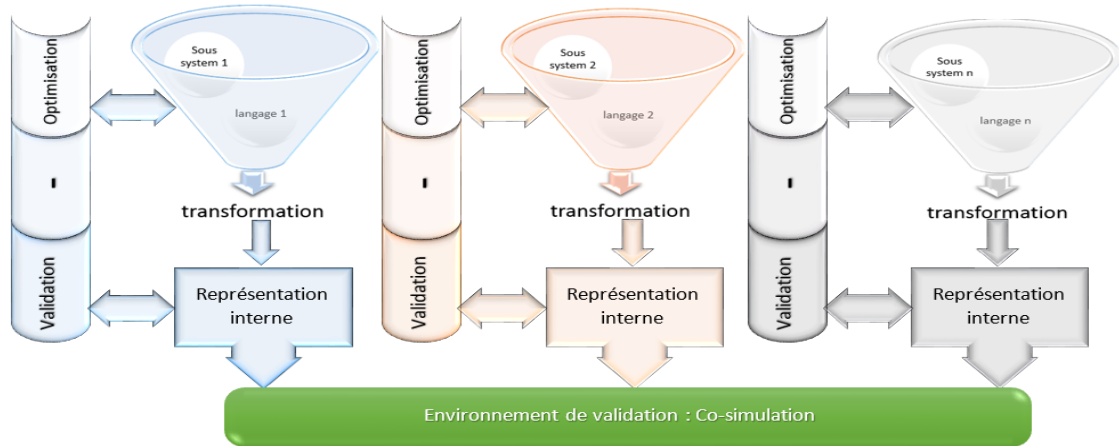 Optimisation
Sous
system 1
langage 1
transformation
Validation
Représentation
interne
Optimisation
Sous
system 2
langage 2
transformation
Validation
Représentation
interne
Optimisation
Sous
system n
langage n
transformation
Validation
Représentation
interne
Environnement de validation : Co-simulation